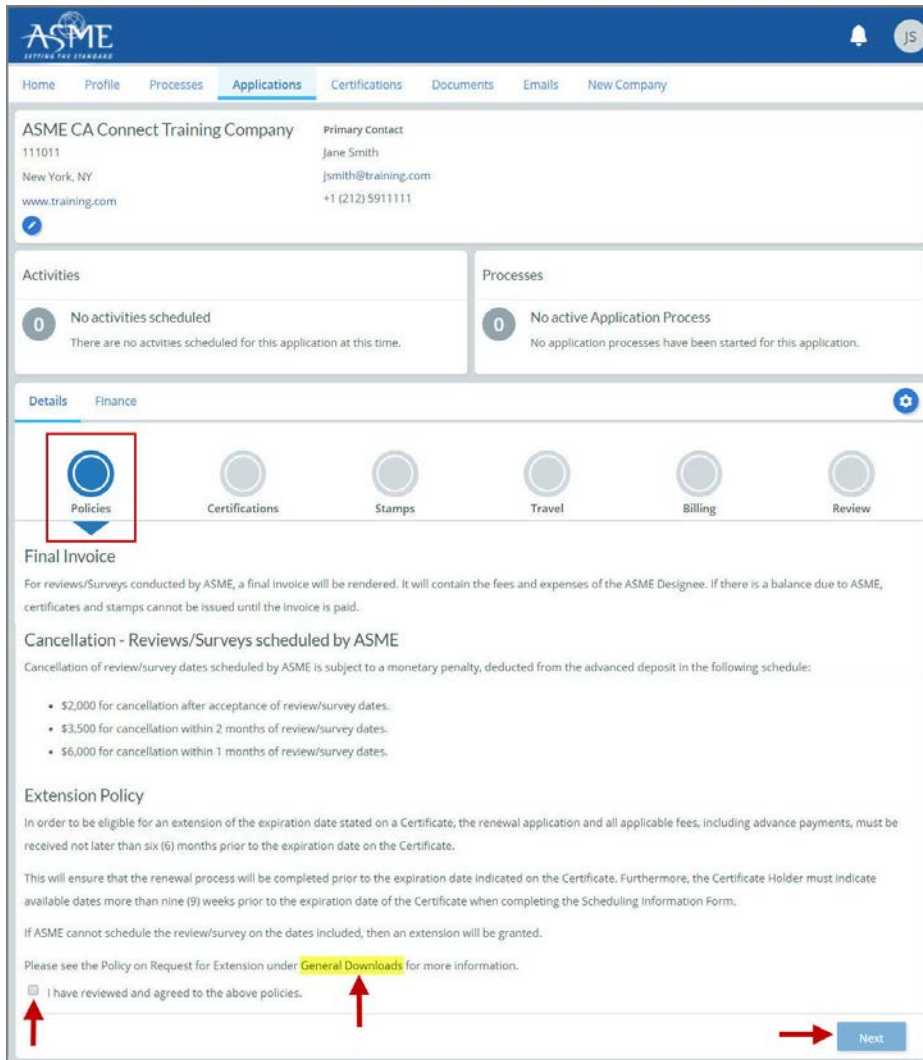 ASME
SETTING THE STANDARD
JS
Home Profile Processes Applications Certifications Documents Emails New Company
ASME CA Connect Training Company
111011
New York, NY
www.training.com
Primary Contact
Jane Smith
jsmith@training.com
+1 (212) 5911111
Activities
0
No activities scheduled
There are no actvities scheduled for this application at this time.
Processes
0
No active Application Process
No application processes have been started for this application.
Details Finance
Policies Certifications Stamps Travel Billing Review
Final Invoice
For reviews/Surveys conducted by ASME, a final invoice will be rendered. It will contain the fees and expenses of the ASME Designee. If there is a balance due to ASME,
certificates and stamps cannot be issued until the invoice is paid.
Cancellation - Reviews/Surveys scheduled by ASME
Cancellation of review/survey dates scheduled by ASME is subject to a monetary penalty, deducted from the advanced deposit in the following schedule:
• $2,000 for cancellation after acceptance of review/survey dates.
• $3,500 for cancellation within 2 months of review/survey dates.
• $6,000 for cancellation within 1 months of review/survey dates.
Extension Policy
In order to be eligible for an extension of the expiration date stated on a Certificate, the renewal application and all applicable fees, including advance payments, must be
received not later than six (6) months prior to the expiration date on the Certificate.
This will ensure that the renewal process will be completed prior to the expiration date indicated on the Certificate. Furthermore, the Certificate Holder must indicate
available dates more than nine (9) weeks prior to the expiration date of the Certificate when completing the Scheduling Information Form.
If ASME cannot schedule the review/survey on the dates included, then an extension will be granted.
Please see the Policy on Request for Extension under General Downloads for more information.
I have reviewed and agreed to the above policies.
Next